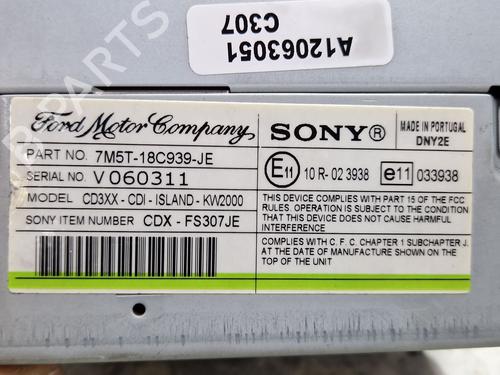 A12063051
C307
B-PARTS
Ford Motor Company
PART NO. 7M5T-18C939-JE
SERIAL NO. V060311
MODEL CD3XX - CDI - ISLAND - KW2000
SONY ITEM NUMBER CDX - FS307JE
SONY®
MADE IN PORTUGAL
DNY2E
E11 10 R- 02 3938 e11 033938
THIS DEVICE COMPLIES WITH PART 15 OF THE FCC
RULES. OPERATION IS SUBJECT TO THE CONDITION
THAT THIS DEVICE DOES NOT CAUSE HARMFUL
INTERFERENCE
COMPLIES WITH C. F. C. CHAPTER 1 SUBCHAPTER J.
AT THE DATE OF MANUFACTURE SHOWN ON THE
TOP OF THE UNIT